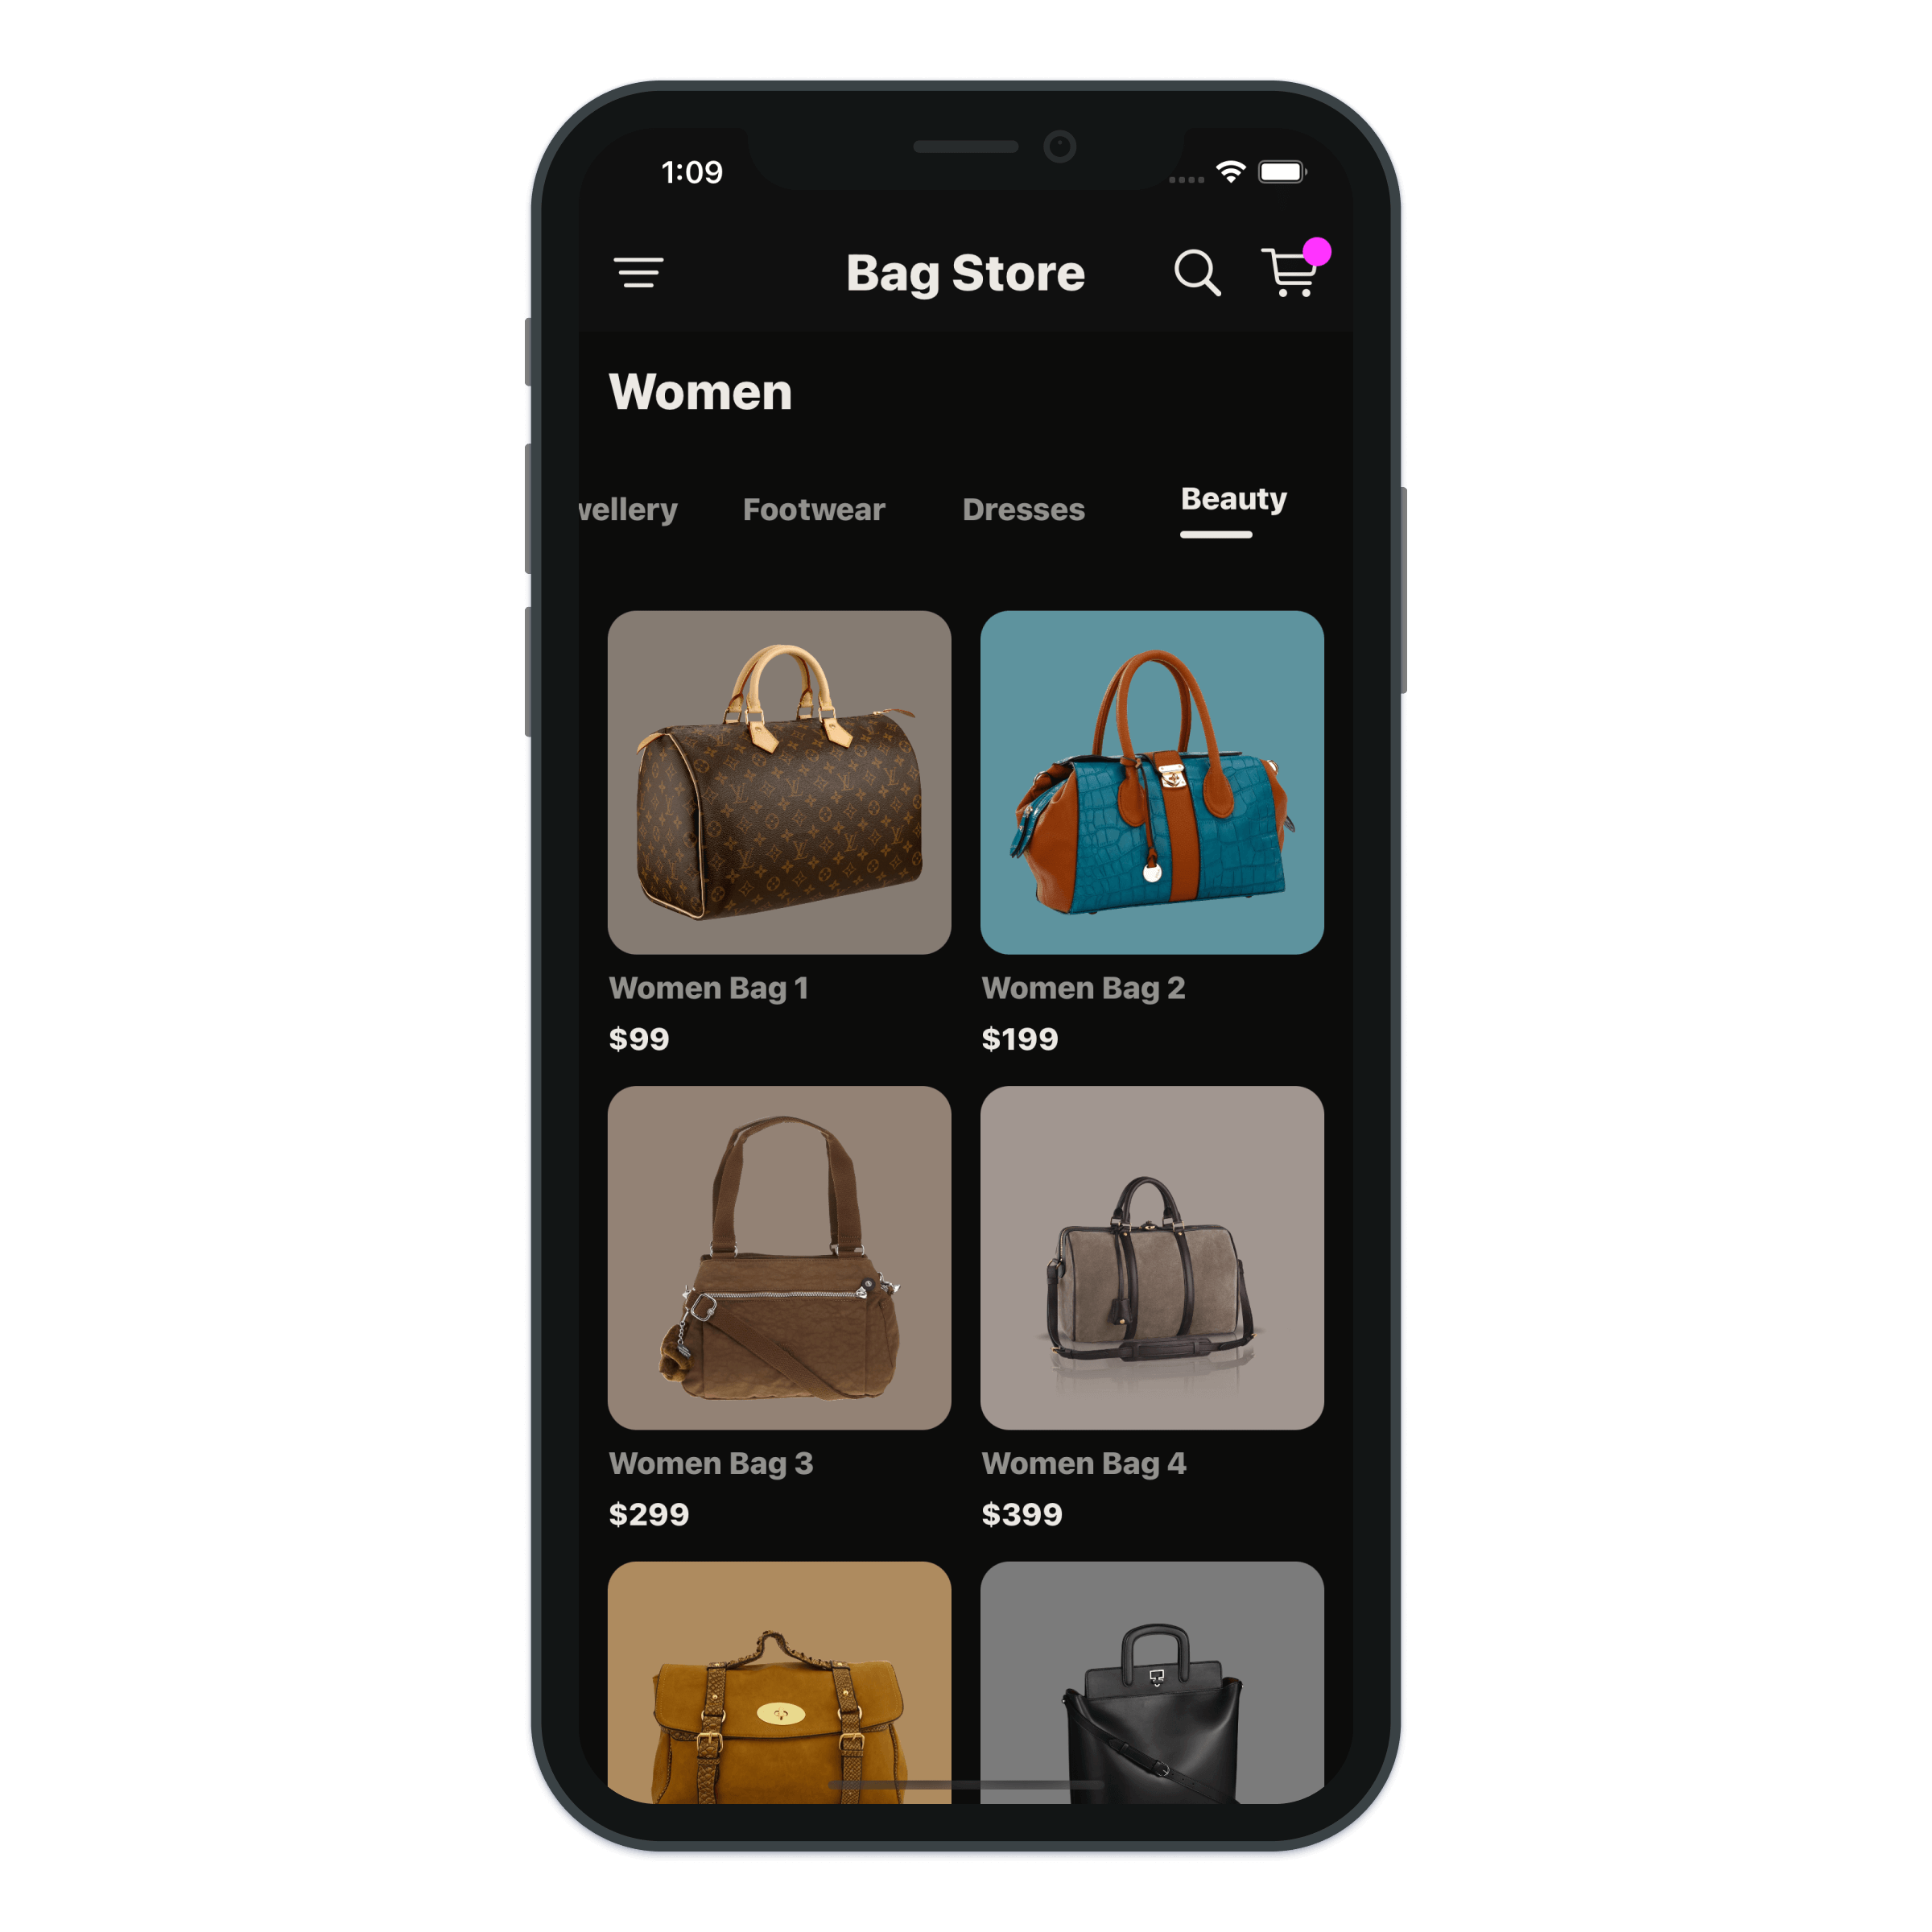 1:09
Bag Store
Women
wellery Footwear Dresses Beauty
Women Bag 1 Women Bag 2
$99 $199
Women Bag 3 Women Bag 4
$299 $399